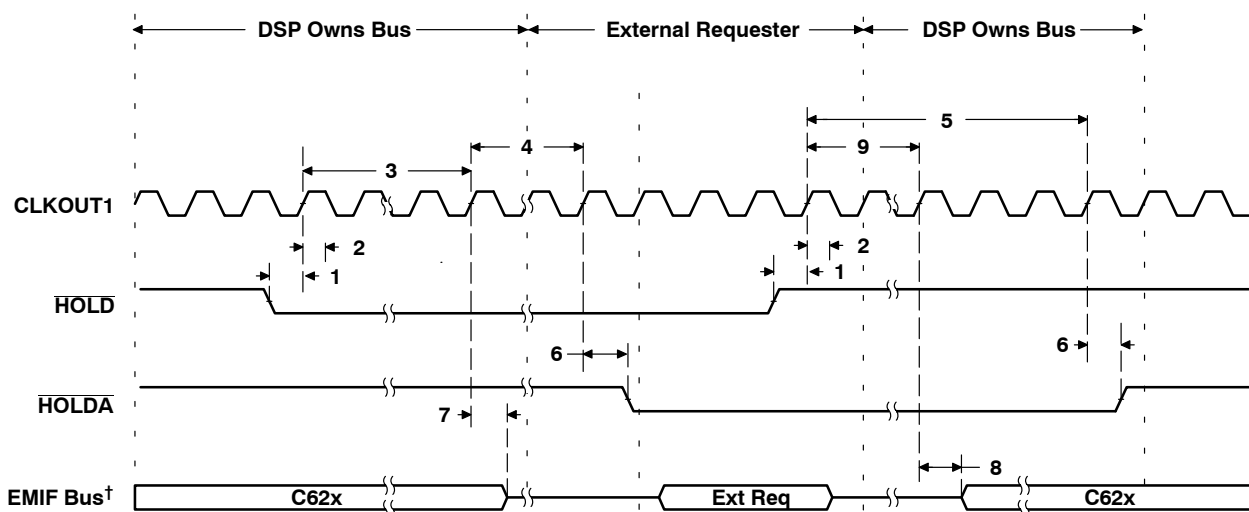 DSP Owns Bus External Requester DSP Owns Bus
5
4 9
3
CLKOUT1
2 2
1 1
HOLD
6 6
HOLDA
7
8
EMIF Bus† C62x Ext Req C62x